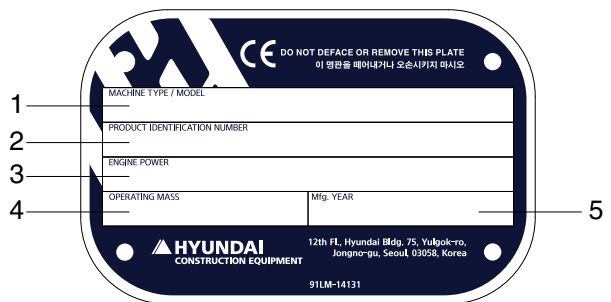 CE DO NOT DEFACE OR REMOVE THIS PLATE
이 명판을 떼어내거나 오손시키지 마시오
1 MACHINE TYPE / MODEL
2 PRODUCT IDENTIFICATION NUMBER
3 ENGINE POWER
4 OPERATING MASS Mfg. YEAR 5
HYUNDAI
CONSTRUCTION EQUIPMENT
12th Fl., Hyundai Bldg. 75, Yulgok-ro,
Jongno-gu, Seoul, 03058, Korea
91LM-14131